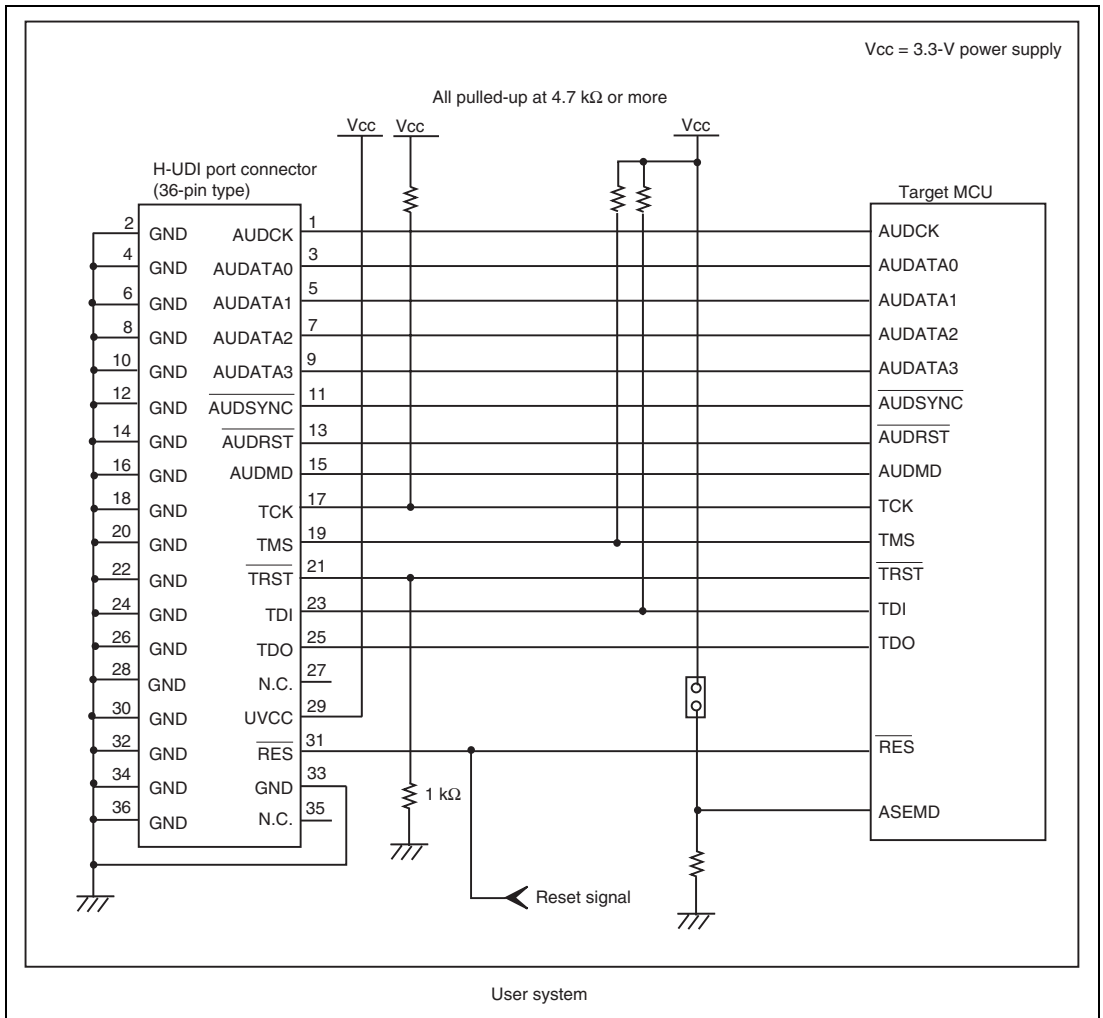 Vcc = 3.3-V power supply
All pulled-up at 4.7 kΩ or more
Vcc Vcc Vcc
H-UDI port connector
(36-pin type)
Target MCU
2 GND AUDCK 1 AUDCK
4 GND AUDATA0 3 AUDATA0
6 GND AUDATA1 5 AUDATA1
8 GND AUDATA2 7 AUDATA2
10 GND AUDATA3 9 AUDATA3
12 GND AUDSYNC 11 AUDSYNC
14 GND AUDRST 13 AUDRST
16 GND AUDMD 15 AUDMD
18 GND TCK 17 TCK
20 GND TMS 19 TMS
22 GND TRST 21 TRST
24 GND TDI 23 TDI
26 GND TDO 25 TDO
28 GND N.C. 27
30 GND UVCC 29
32 GND RES 31 RES
34 GND GND 33
1 kΩ
36 GND N.C. 35 ASEMD
Reset signal
User system